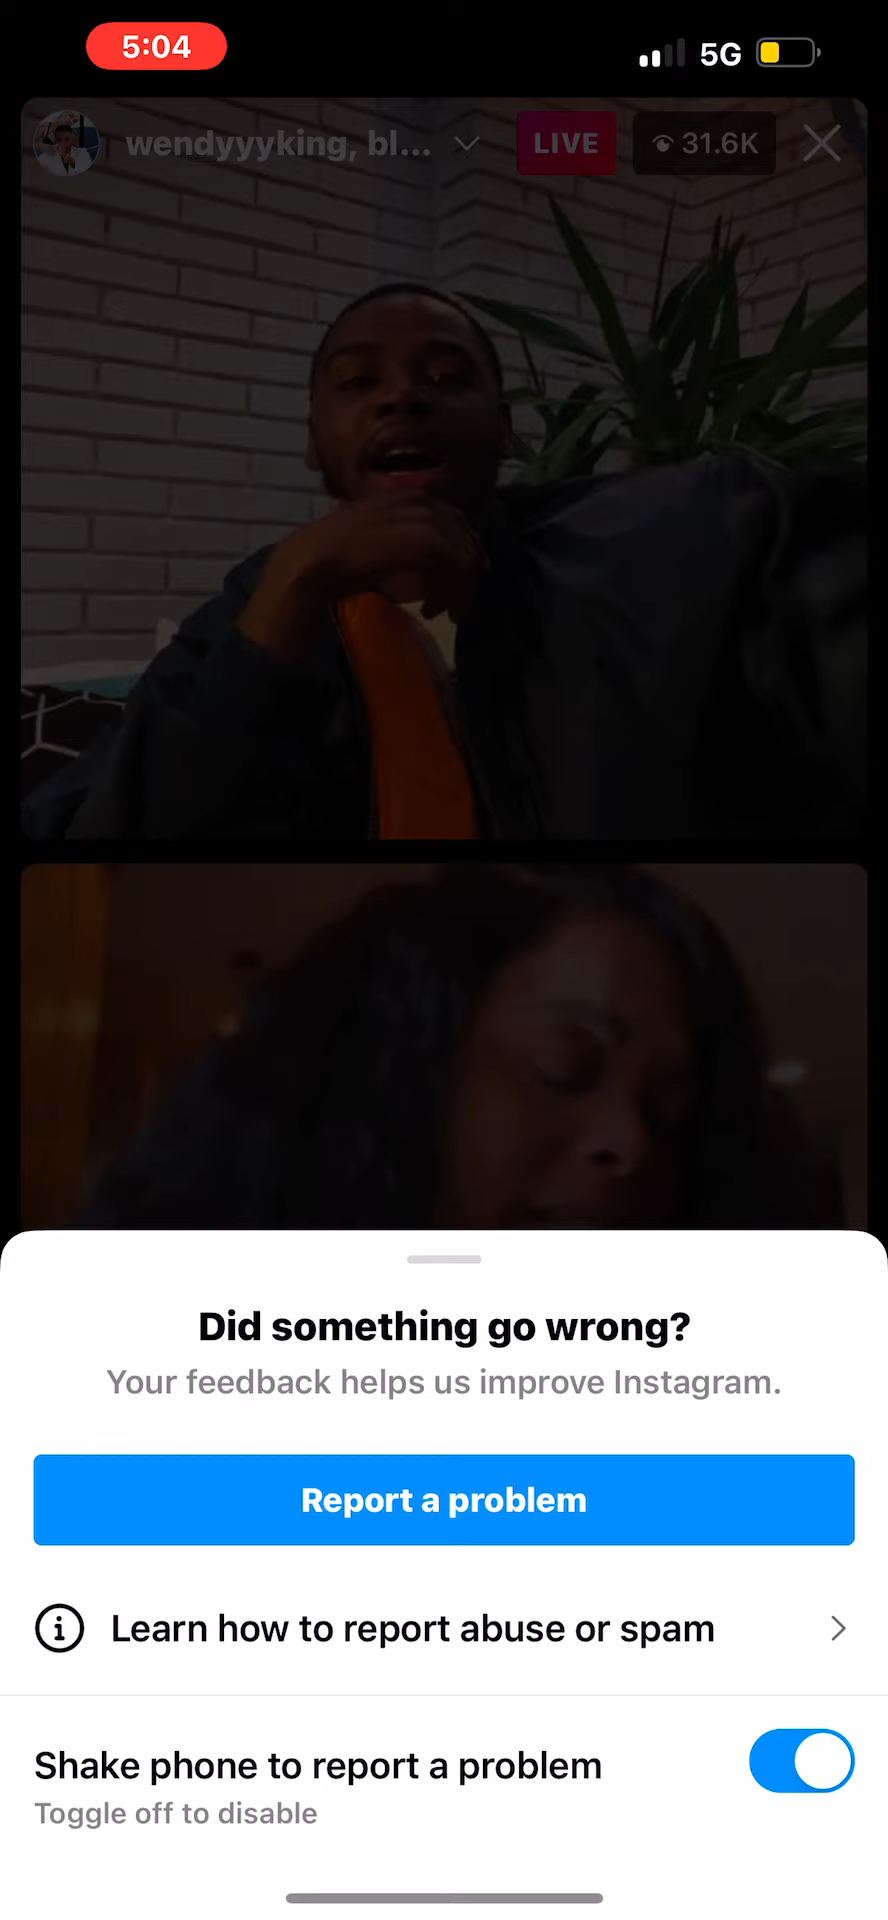 5:04
5G
wendyyyking, bl...
LIVE
31.6K
Did something go wrong?
Your feedback helps us improve Instagram.
Report a problem
Learn how to report abuse or spam
Shake phone to report a problem
Toggle off to disable